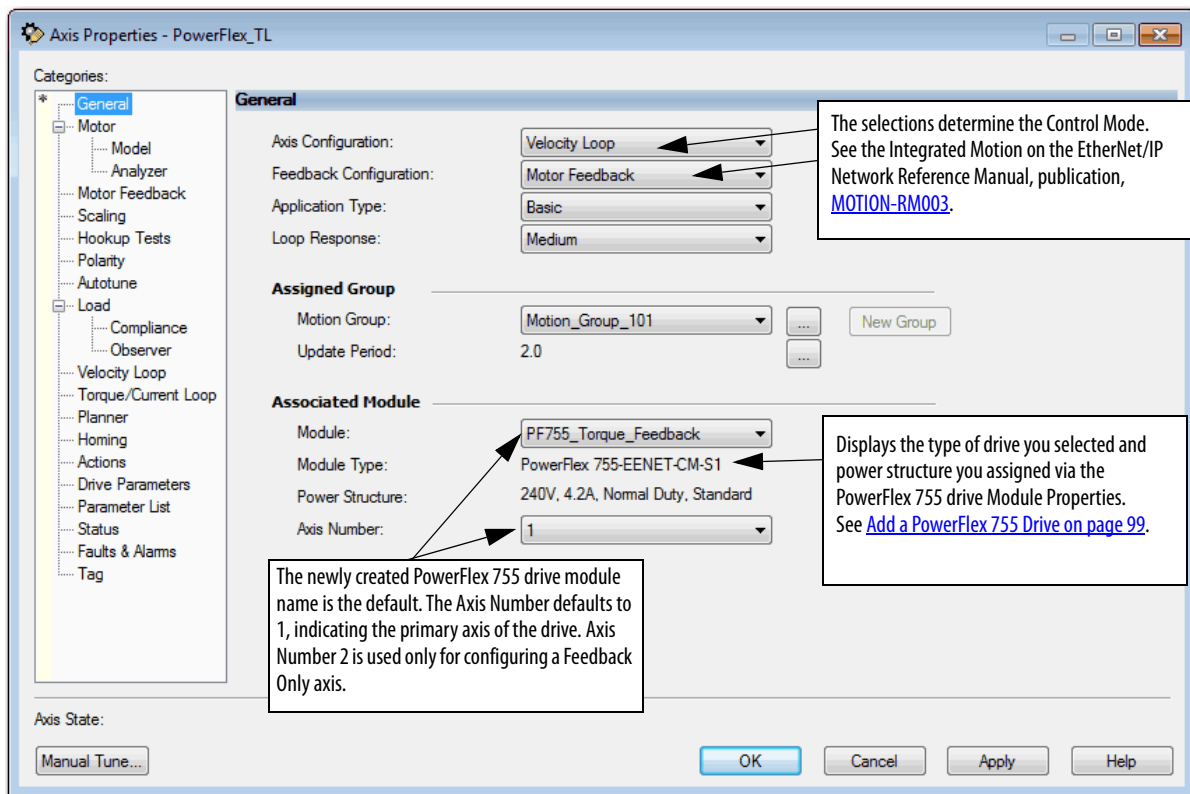 Axis Properties - PowerFlex_TL
Categories:
*
General
Motor
Model
Analyzer
Motor Feedback
Scaling
Hookup Tests
Polarity
Autotune
Load
Compliance
Observer
Velocity Loop
Torque/Current Loop
Planner
Homing
Actions
Drive Parameters
Parameter List
Status
Faults & Alarms
Tag
General
Axis Configuration: Velocity Loop
Feedback Configuration: Motor Feedback
Application Type: Basic
Loop Response: Medium
The selections determine the Control Mode.
See the Integrated Motion on the EtherNet/IP
Network Reference Manual, publication,
MOTION-RM003.
Assigned Group
Motion Group: Motion_Group_101 ... New Group
Update Period: 2.0 ...
Associated Module
Module: PF755_Torque_Feedback
Module Type: PowerFlex 755-EENET-CM-S1
Power Structure: 240V, 4.2A, Normal Duty, Standard
Axis Number: 1
Displays the type of drive you selected and
power structure you assigned via the
PowerFlex 755 drive Module Properties.
See Add a PowerFlex 755 Drive on page 99.
The newly created PowerFlex 755 drive module
name is the default. The Axis Number defaults to
1, indicating the primary axis of the drive. Axis
Number 2 is used only for configuring a Feedback
Only axis.
Axis State:
Manual Tune... OK Cancel Apply Help